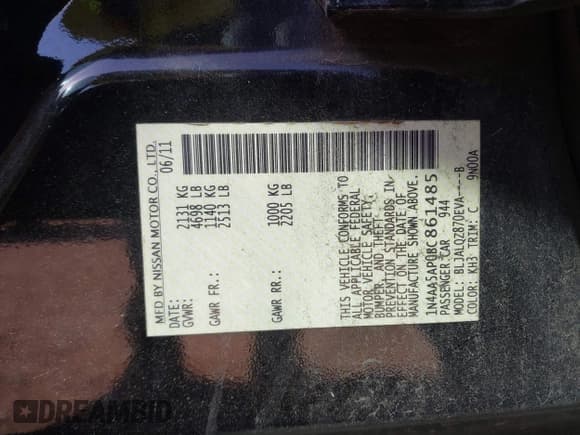 MFD BY NISSAN MOTOR CO., LTD.
06/11
GVWR: 2131 KG
4698 LB
GAWR FR.: 1140 KG
2513 LB
GAWR RR.: 1000 KG
2205 LB
THIS VEHICLE CONFORMS TO
ALL APPLICABLE FEDERAL
MOTOR VEHICLE SAFETY,
BUMPER, AND THEFT
PREVENTION STANDARDS IN
EFFECT ON THE DATE OF
MANUFACTURE SHOWN ABOVE.
1N4AA5AP0BC861485
PASSENGER CAR 944
MODEL: BLJALQZ870EVA----B
COLOR: KH3 TRIM: C 9N00A
DREAMBID